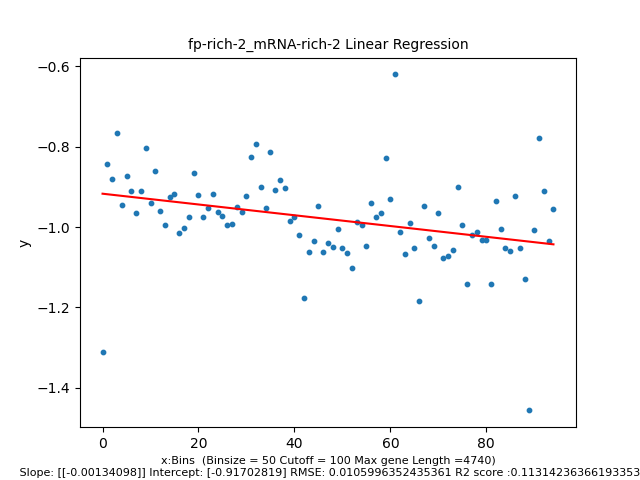 fp-rich-2_mRNA-rich-2 Linear Regression
−0.6
−0.8
−1.0
−1.2
−1.4
y
0 20 40 60 80
x:Bins (Binsize = 50 Cutoff = 100 Max gene Length =4740)
Slope: [[-0.00134098]] Intercept: [-0.91702819] RMSE: 0.0105996352435361 R2 score :0.11314236366193353